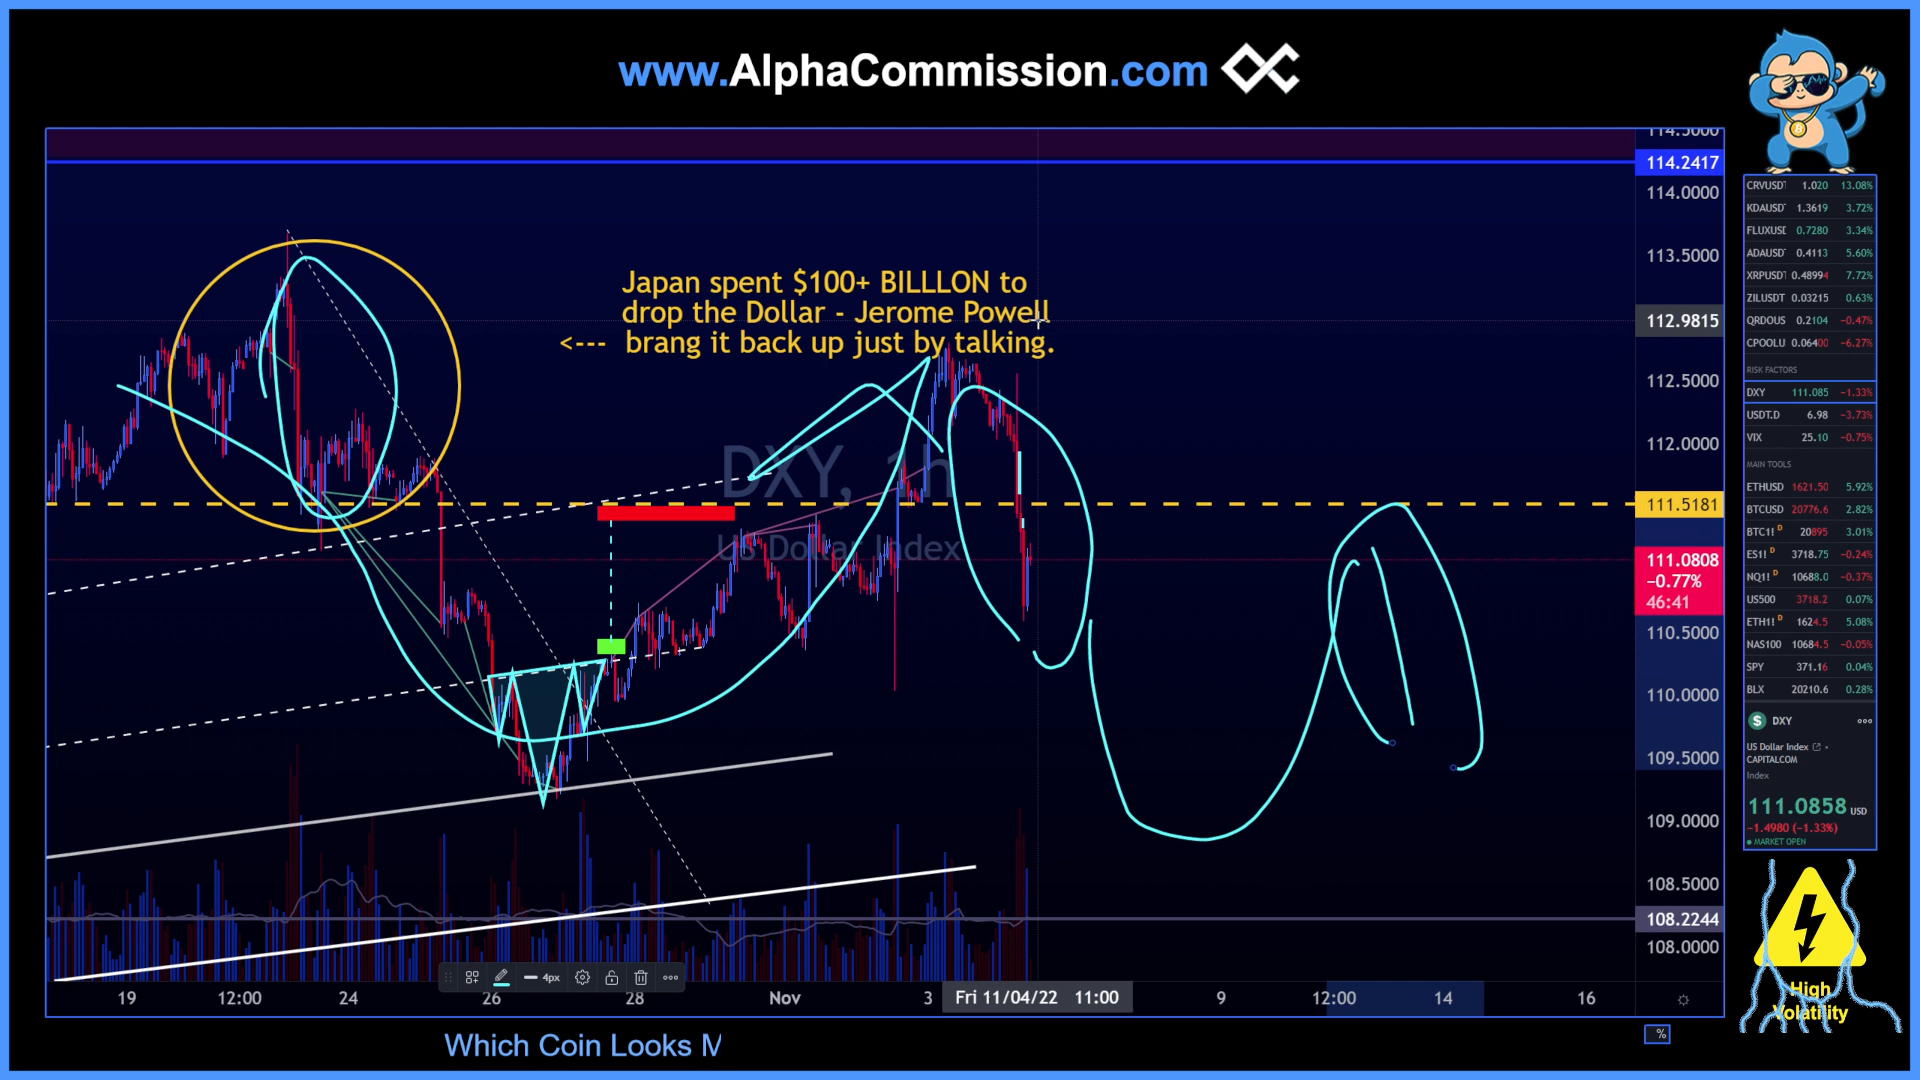 www.AlphaCommission.com
114.5000
114.2417
114.0000
113.5000
112.9815
112.5000
112.0000
111.5181
111.0808
−0.77%
46:41
110.5000
110.0000
109.5000
109.0000
108.5000
108.2244
108.0000
Japan spent $100+ BILLLON to
drop the Dollar - Jerome Powell
<--- brang it back up just by talking.
DXY, 1h
US Dollar Index
4px
19 12:00 24 26 28 Nov 3 Fri 11/04/22 11:00 9 12:00 14 16
%
Which Coin Looks M
CRVUSDT 1.020 13.08%
KDAUSD 1.3619 3.72%
FLUXUSD 0.7280 3.34%
ADAUSD 0.4113 5.60%
XRPUSDT 0.48994 7.72%
ZILUSDT 0.03215 0.63%
QRDOUS 0.2104 −0.47%
CPOOLU 0.06400 −6.27%
RISK FACTORS
DXY 111.085 −1.33%
USDT.D 6.98 −3.73%
VIX 25.10 −0.75%
MAIN TOOLS
ETHUSD 1621.50 5.92%
BTCUSD 20776.6 2.82%
BTC1! D 20895 3.01%
ES1! D 3718.75 −0.24%
NQ1! D 10688.0 −0.37%
US500 3718.2 0.07%
ETH1! D 1624.5 5.08%
NAS100 10684.5 −0.05%
SPY 371.16 0.04%
BLX 20210.6 0.28%
$ DXY
US Dollar Index
CAPITALCOM
Index
111.0858 USD
−1.4980 (−1.33%)
MARKET OPEN
High
Volatility